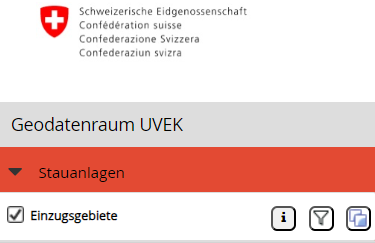 Schweizerische Eidgenossenschaft
Confédération suisse
Confederazione Svizzera
Confederaziun svizra
Geodatenraum UVEK
Stauanlagen
Einzugsgebiete
i